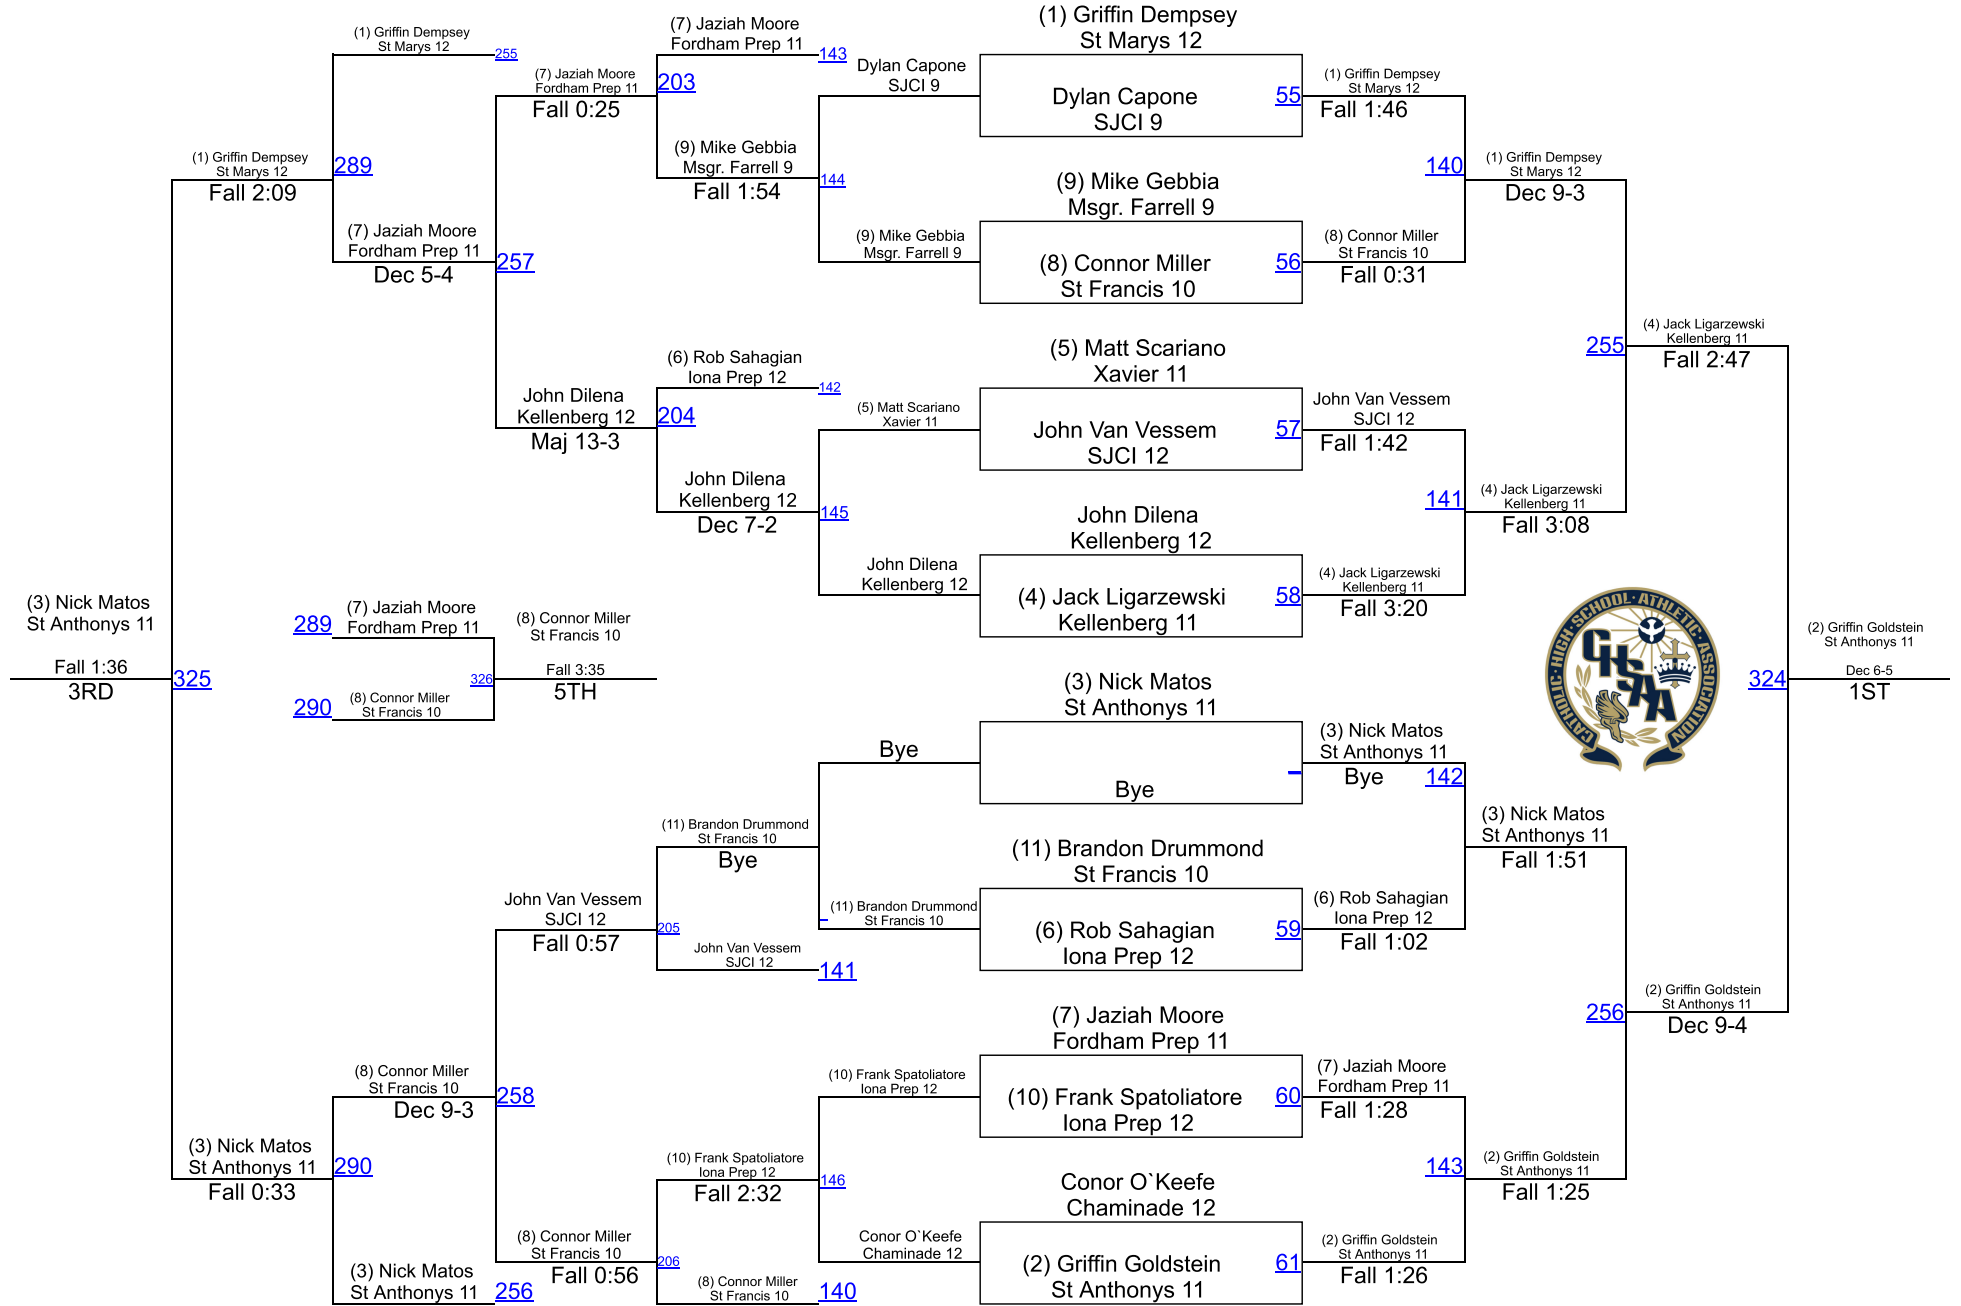 (1) Griffin Dempsey
St Marys 12
255
289
(1) Griffin Dempsey
St Marys 12
Fall 2:09
(7) Jaziah Moore
Fordham Prep 11
Dec 5-4
257
(7) Jaziah Moore
Fordham Prep 11
Fall 0:25
203
(7) Jaziah Moore
Fordham Prep 11
143
(9) Mike Gebbia
Msgr. Farrell 9
Fall 1:54
144
Dylan Capone
SJCI 9
(9) Mike Gebbia
Msgr. Farrell 9
John Dilena
Kellenberg 12
Maj 13-3
204
(6) Rob Sahagian
Iona Prep 12
142
John Dilena
Kellenberg 12
Dec 7-2
145
(5) Matt Scariano
Xavier 11
John Dilena
Kellenberg 12
(3) Nick Matos
St Anthonys 11
Fall 1:36
3RD
325
289
(7) Jaziah Moore
Fordham Prep 11
290
(8) Connor Miller
St Francis 10
326
(8) Connor Miller
St Francis 10
Fall 3:35
5TH
Bye
(11) Brandon Drummond
St Francis 10
Bye
(11) Brandon Drummond
St Francis 10
John Van Vessem
SJCI 12
Fall 0:57
205
John Van Vessem
SJCI 12
141
(8) Connor Miller
St Francis 10
Dec 9-3
258
(3) Nick Matos
St Anthonys 11
Fall 0:33
290
(10) Frank Spatoliatore
Iona Prep 12
(10) Frank Spatoliatore
Iona Prep 12
Fall 2:32
146
Conor O`Keefe
Chaminade 12
(8) Connor Miller
St Francis 10
Fall 0:56
206
(8) Connor Miller
St Francis 10
140
(3) Nick Matos
St Anthonys 11
256
(1) Griffin Dempsey
St Marys 12
Dylan Capone
SJCI 9
55
(1) Griffin Dempsey
St Marys 12
Fall 1:46
(9) Mike Gebbia
Msgr. Farrell 9
(8) Connor Miller
St Francis 10
56
(8) Connor Miller
St Francis 10
Fall 0:31
140
(1) Griffin Dempsey
St Marys 12
Dec 9-3
(5) Matt Scariano
Xavier 11
John Van Vessem
SJCI 12
57
John Van Vessem
SJCI 12
Fall 1:42
John Dilena
Kellenberg 12
(4) Jack Ligarzewski
Kellenberg 11
58
(4) Jack Ligarzewski
Kellenberg 11
Fall 3:20
141
(4) Jack Ligarzewski
Kellenberg 11
Fall 3:08
255
(4) Jack Ligarzewski
Kellenberg 11
Fall 2:47
CATHOLIC·HIGH·SCHOOL·ATHLETIC·ASSOCIATION
CHSAA
324
(2) Griffin Goldstein
St Anthonys 11
Dec 6-5
1ST
(3) Nick Matos
St Anthonys 11
Bye
(3) Nick Matos
St Anthonys 11
Bye
142
(11) Brandon Drummond
St Francis 10
(6) Rob Sahagian
Iona Prep 12
59
(6) Rob Sahagian
Iona Prep 12
Fall 1:02
(3) Nick Matos
St Anthonys 11
Fall 1:51
256
(2) Griffin Goldstein
St Anthonys 11
Dec 9-4
(7) Jaziah Moore
Fordham Prep 11
(10) Frank Spatoliatore
Iona Prep 12
60
(7) Jaziah Moore
Fordham Prep 11
Fall 1:28
143
(2) Griffin Goldstein
St Anthonys 11
Fall 1:25
Conor O`Keefe
Chaminade 12
(2) Griffin Goldstein
St Anthonys 11
61
(2) Griffin Goldstein
St Anthonys 11
Fall 1:26